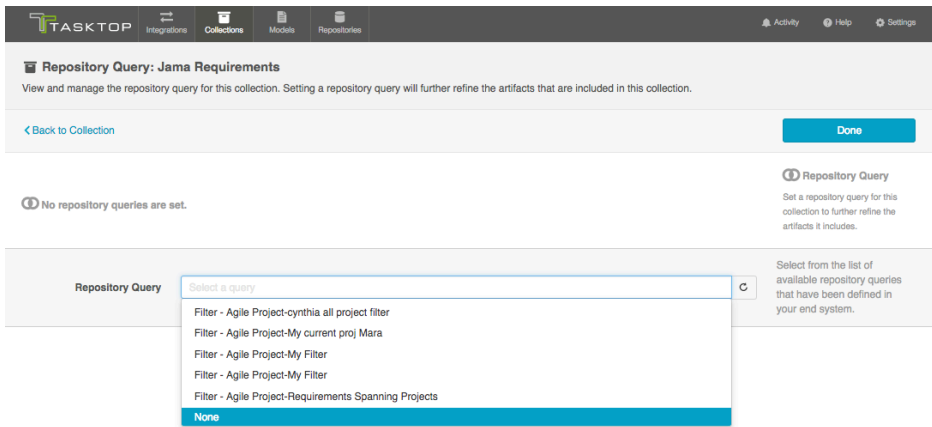 TASKTOP
Integrations
Collections
Models
Repositories
Activity
Help
Settings
Repository Query: Jama Requirements
View and manage the repository query for this collection. Setting a repository query will further refine the artifacts that are included in this collection.
Back to Collection
Done
No repository queries are set.
Repository Query
Set a repository query for this
collection to further refine the
artifacts it includes.
Repository Query
Select a query
Select from the list of
available repository queries
that have been defined in
your end system.
Filter - Agile Project-cynthia all project filter
Filter - Agile Project-My current proj Mara
Filter - Agile Project-My Filter
Filter - Agile Project-My Filter
Filter - Agile Project-Requirements Spanning Projects
None